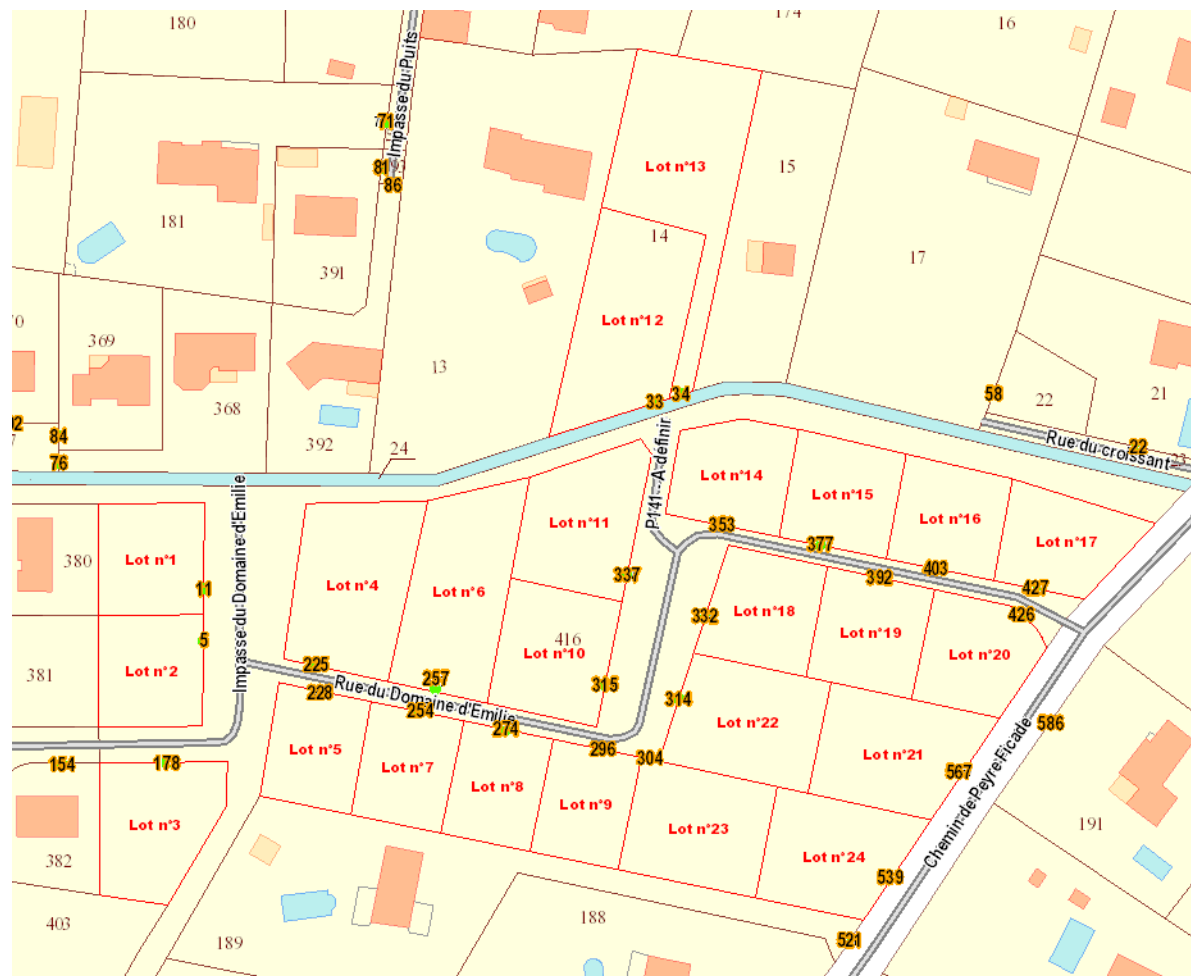 180
174
16
Impasse du Puits
71
81
86
Lot n°13
15
181
391
14
17
Lot n°12
369
13
368
392
24
33
34
58
22
21
84
76
22
Rue du croissant
23
P141 - A définir
Impasse du Domaine d'Emilie
Lot n°14
Lot n°15
Lot n°16
Lot n°17
Lot n°11
353
377
392
403
427
426
380
Lot n°1
11
Lot n°4
Lot n°6
337
332
Lot n°18
Lot n°19
Lot n°20
416
Lot n°10
381
Lot n°2
5
225
228
257
Rue du Domaine d'Emilie
254
274
296
304
315
314
Lot n°22
Lot n°21
586
567
Chemin de Peyre Ficade
Lot n°5
Lot n°7
Lot n°8
Lot n°9
154
178
Lot n°3
382
Lot n°23
Lot n°24
191
539
521
403
189
188